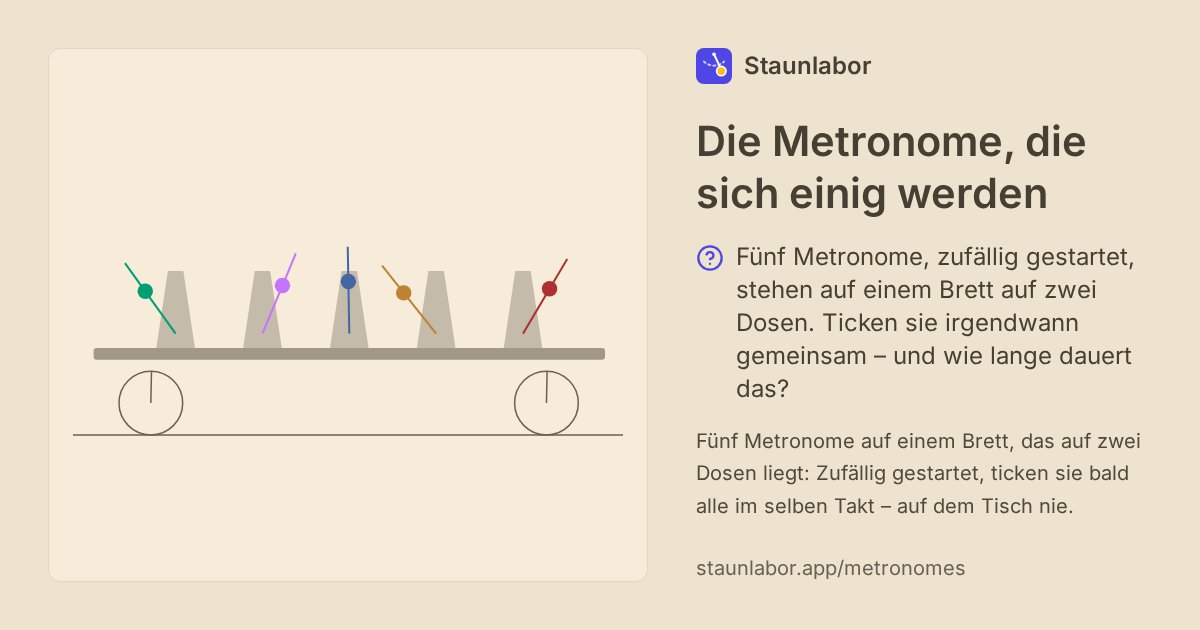 Staunlabor
Die Metronome, die
sich einig werden
Fünf Metronome, zufällig gestartet,
stehen auf einem Brett auf zwei
Dosen. Ticken sie irgendwann
gemeinsam – und wie lange dauert
das?
Fünf Metronome auf einem Brett, das auf zwei
Dosen liegt: Zufällig gestartet, ticken sie bald
alle im selben Takt – auf dem Tisch nie.
staunlabor.app/metronomes